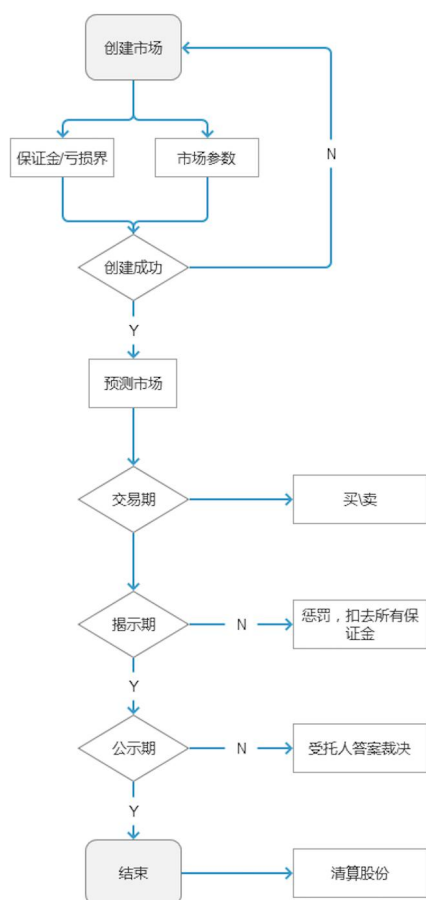 创建市场
保证金/亏损界
市场参数
N
创建成功
Y
预测市场
交易期
买\卖
揭示期
N
惩罚，扣去所有保
证金
Y
公示期
N
受托人答案裁决
Y
结束
清算股份